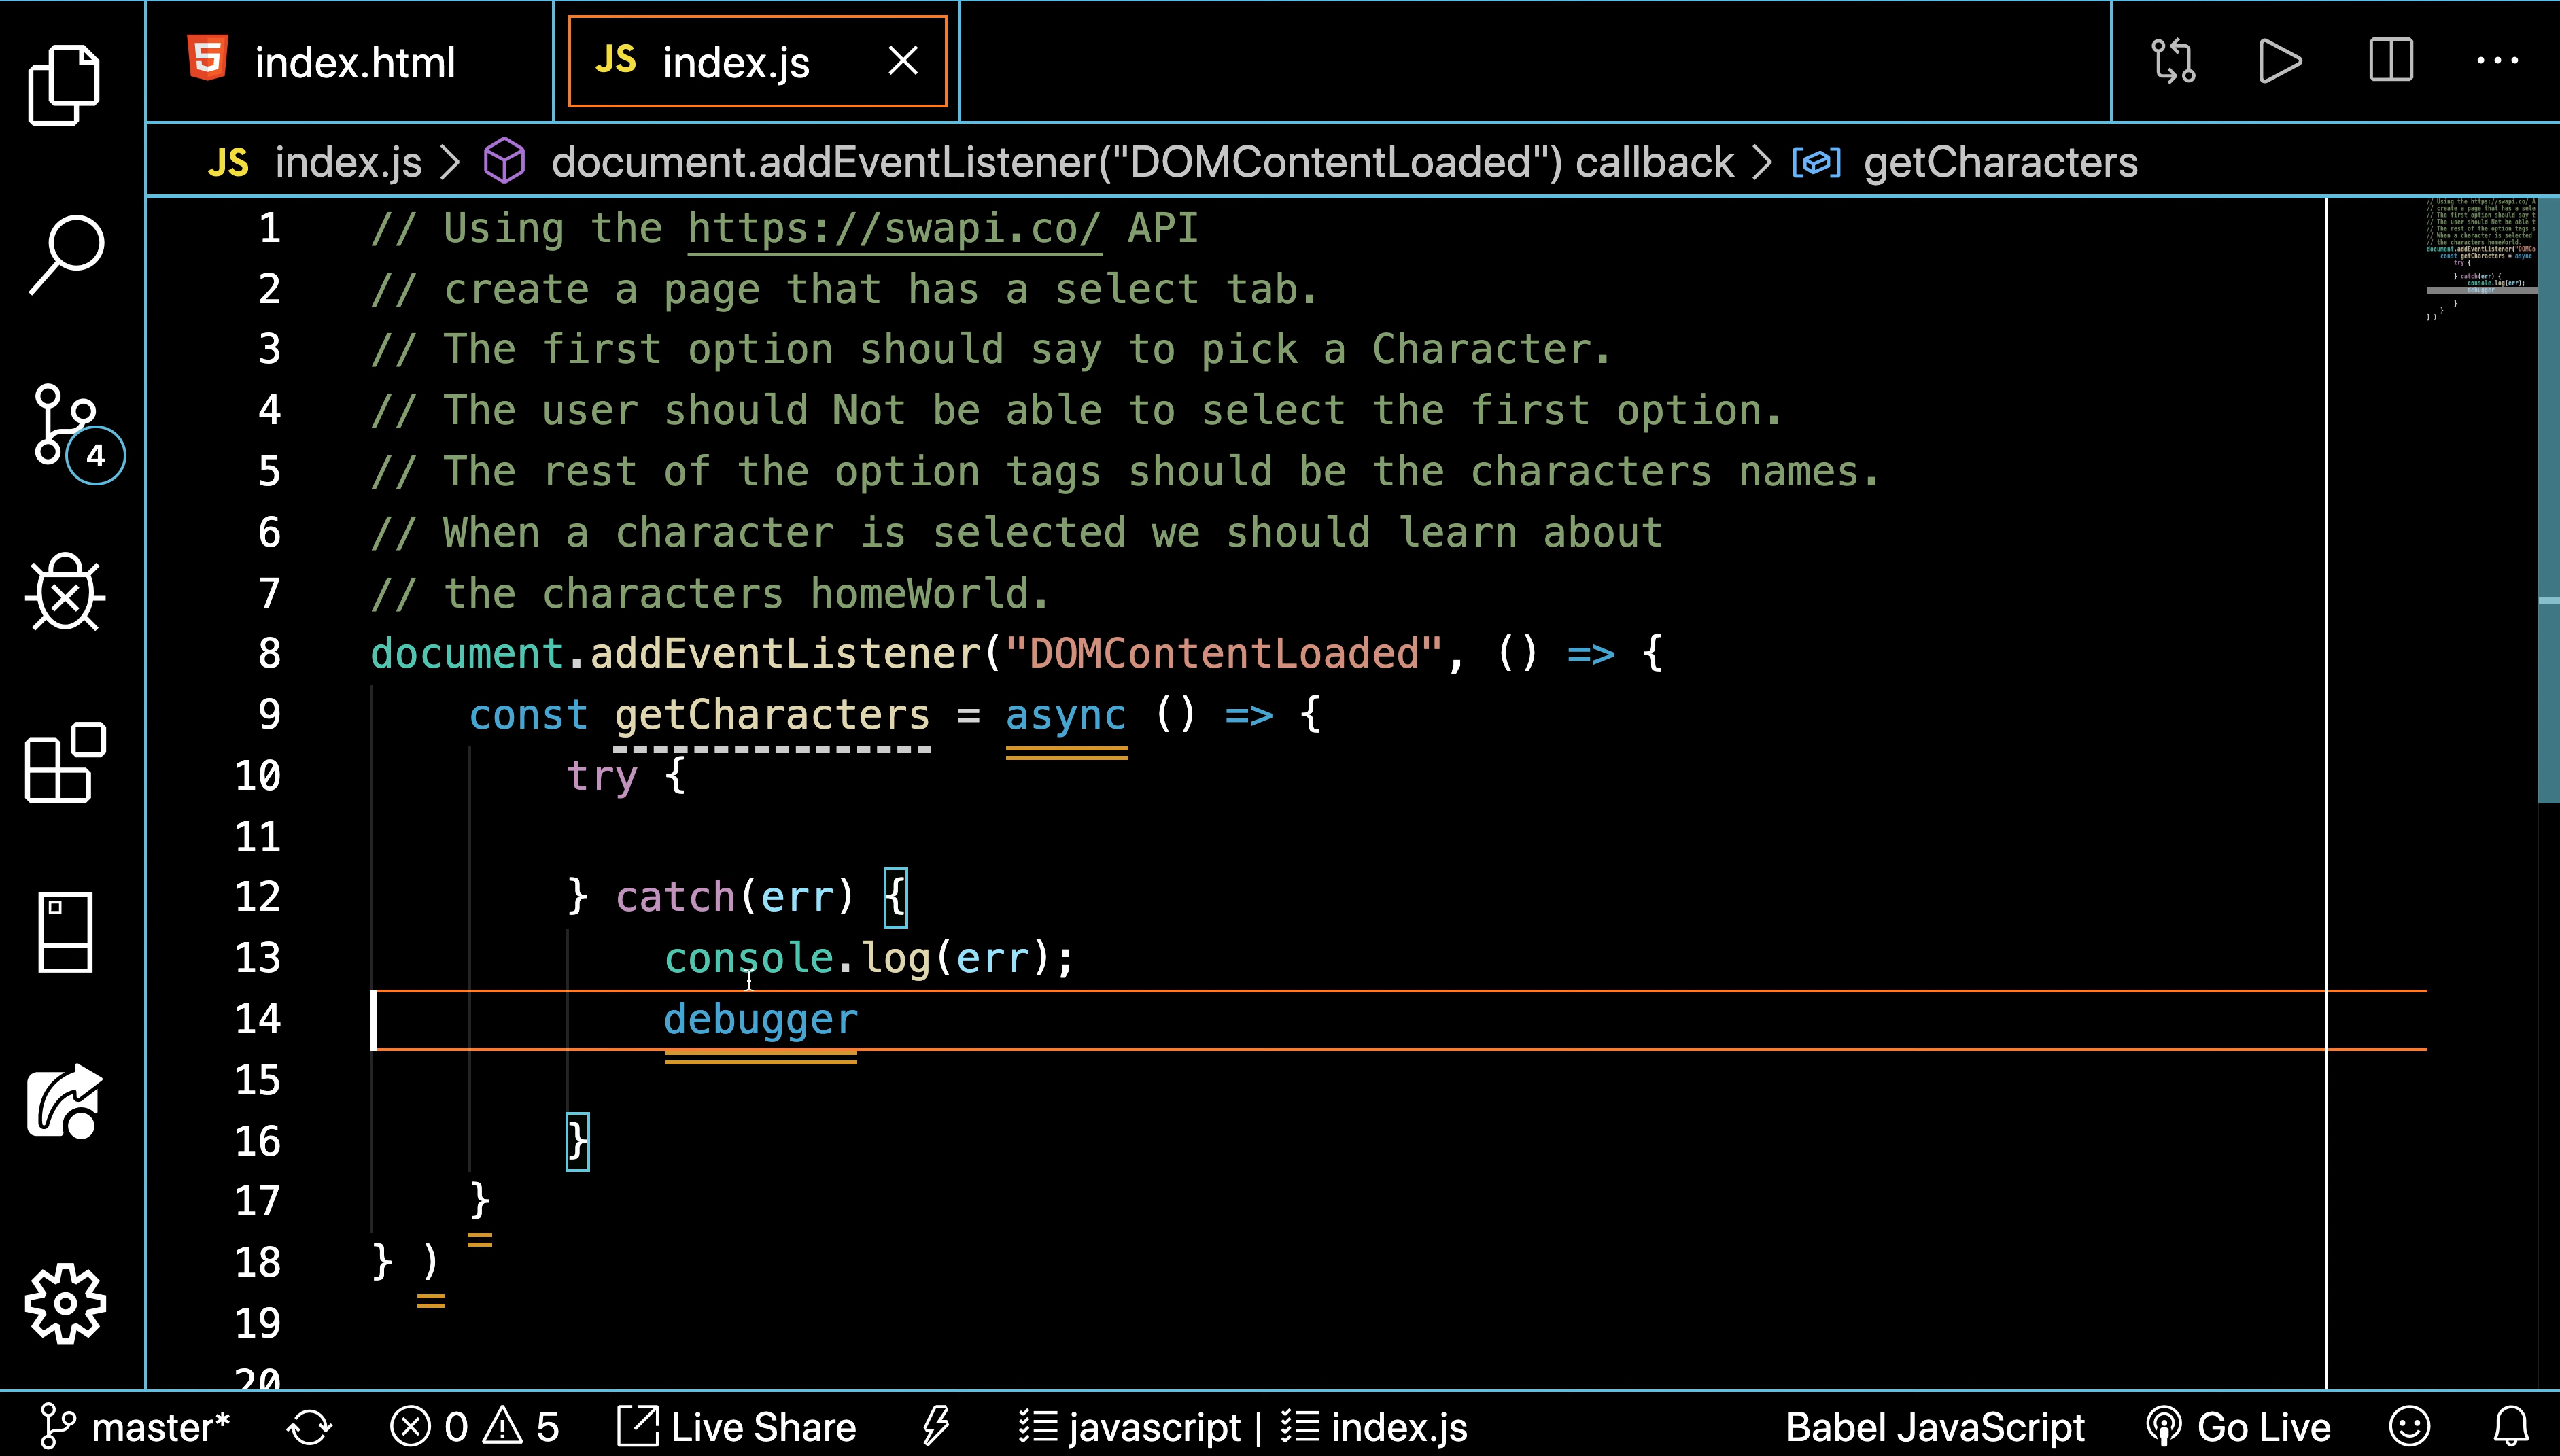 index.html
JS index.js
JS index.js document.addEventListener("DOMContentLoaded") callback getCharacters
1 // Using the https://swapi.co/ API
2 // create a page that has a select tab.
3 // The first option should say to pick a Character.
4 // The user should Not be able to select the first option.
5 // The rest of the option tags should be the characters names.
6 // When a character is selected we should learn about
7 // the characters homeWorld.
8 document.addEventListener("DOMContentLoaded", () => {
9 const getCharacters = async () => {
10 try {
11
12 } catch(err) {
13 console.log(err);
14 debugger
15
16 }
17 }
18 } )
19
20
4
master* 0 5 Live Share javascript | index.js Babel JavaScript Go Live